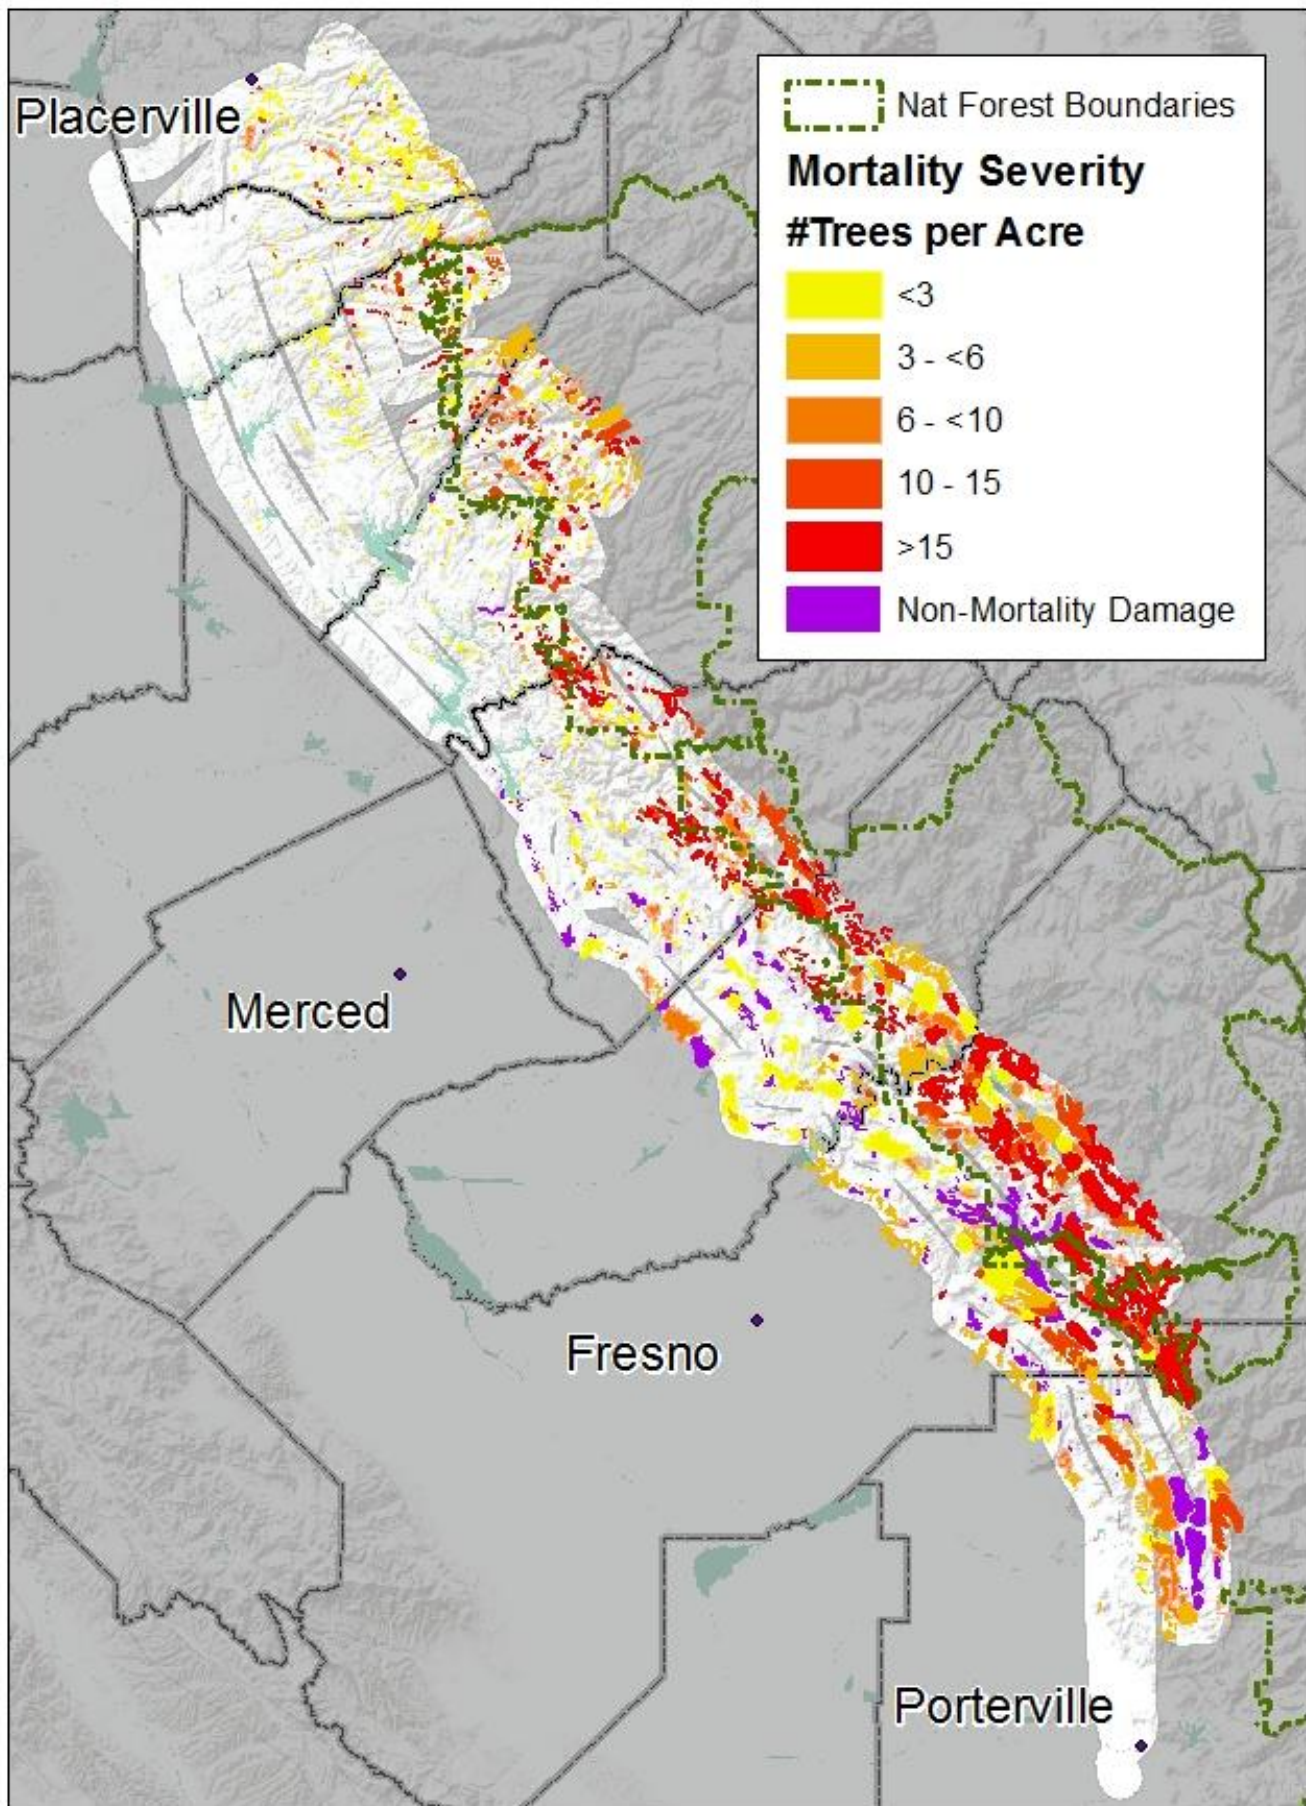 Placerville
Nat Forest Boundaries
Mortality Severity
#Trees per Acre
<3
3 - <6
6 - <10
10 - 15
>15
Non-Mortality Damage
Merced
Fresno
Porterville